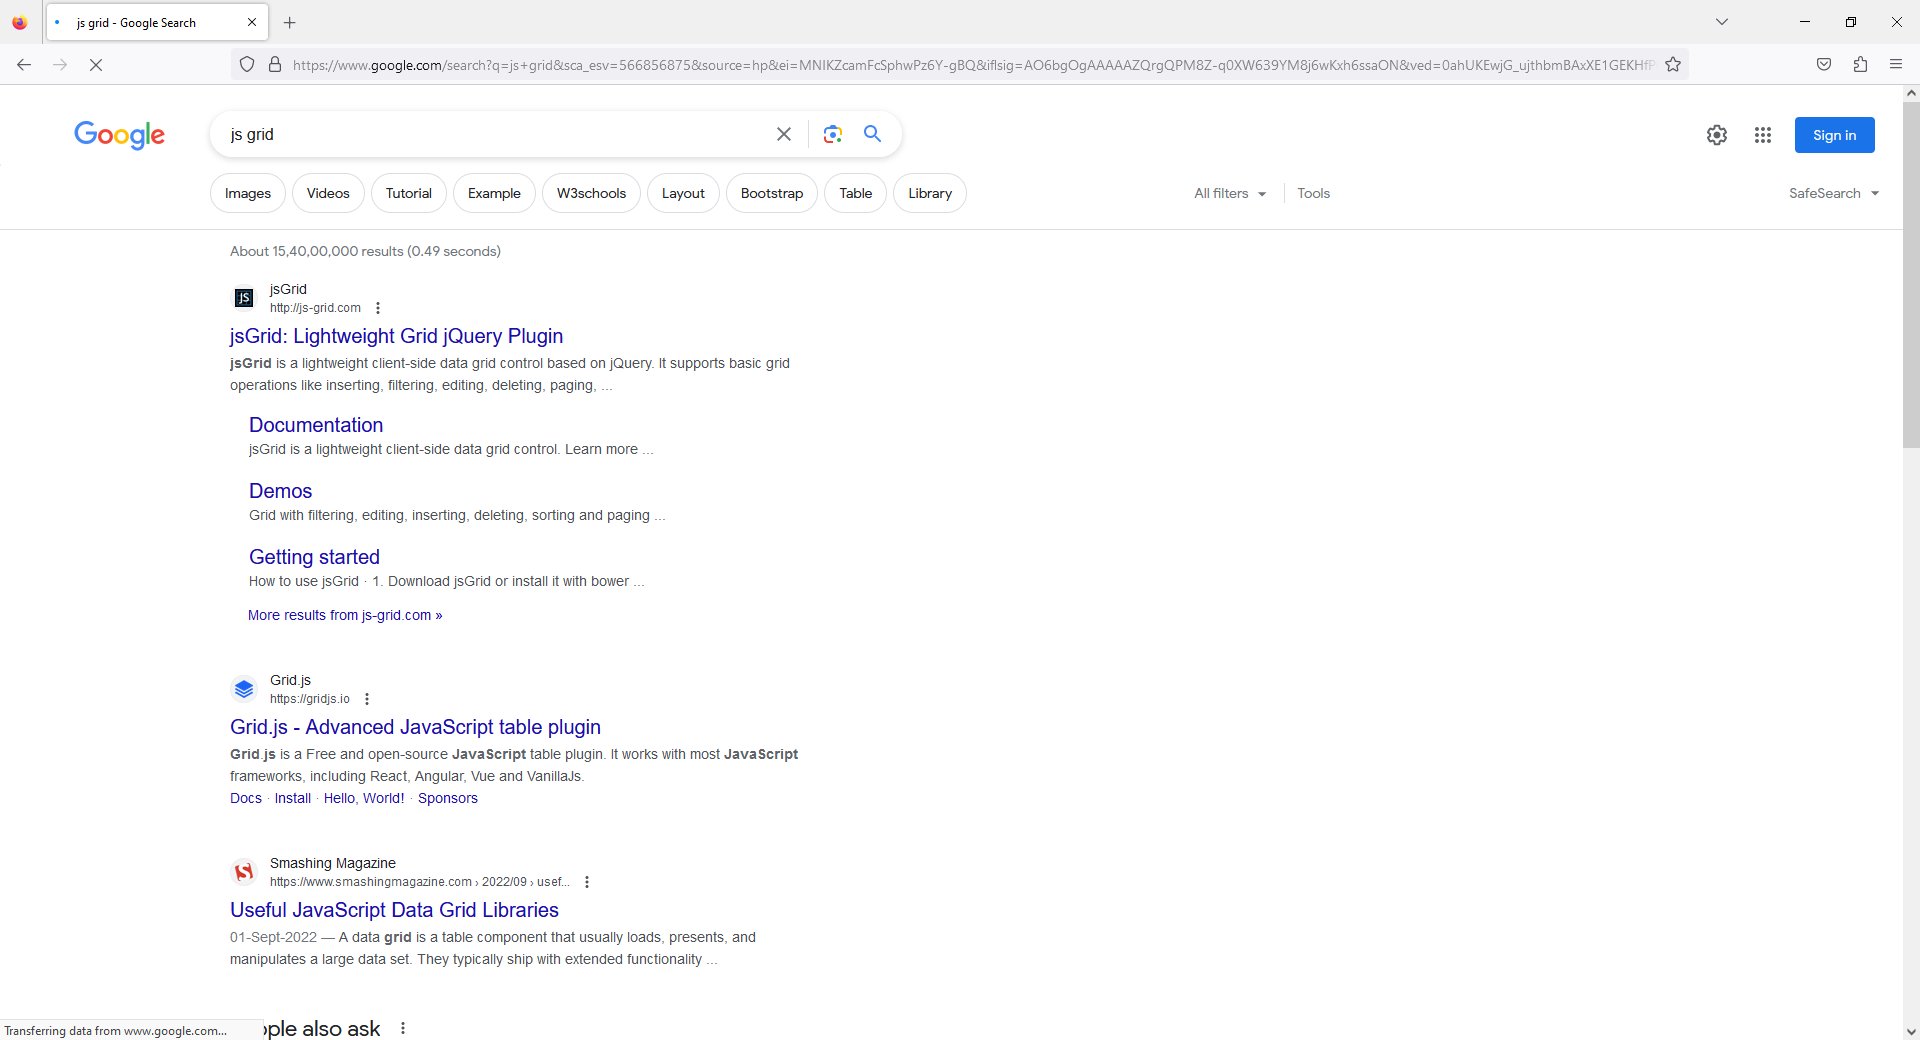 js grid - Google Search
https://www.google.com/search?q=js+grid&sca_esv=566856875&source=hp&ei=MNIKZcamFcSphwPz6Y-gBQ&iflsig=AO6bgOgAAAAAZQrgQPM8Z-q0XW639YM8j6wKxh6ssaON&ved=0ahUKEwjG_ujthbmBAxXE1GEKHfP
Google
js grid
Sign in
Images
Videos
Tutorial
Example
W3schools
Layout
Bootstrap
Table
Library
All filters
Tools
SafeSearch
About 15,40,00,000 results (0.49 seconds)
JS
jsGrid
http://js-grid.com
jsGrid: Lightweight Grid jQuery Plugin
jsGrid is a lightweight client-side data grid control based on jQuery. It supports basic grid
operations like inserting, filtering, editing, deleting, paging, ...
Documentation
jsGrid is a lightweight client-side data grid control. Learn more ...
Demos
Grid with filtering, editing, inserting, deleting, sorting and paging ...
Getting started
How to use jsGrid · 1. Download jsGrid or install it with bower ...
More results from js-grid.com »
Grid.js
https://gridjs.io
Grid.js - Advanced JavaScript table plugin
Grid.js is a Free and open-source JavaScript table plugin. It works with most JavaScript
frameworks, including React, Angular, Vue and VanillaJs.
Docs · Install · Hello, World! · Sponsors
Smashing Magazine
https://www.smashingmagazine.com › 2022/09 › usef...
Useful JavaScript Data Grid Libraries
01-Sept-2022 — A data grid is a table component that usually loads, presents, and
manipulates a large data set. They typically ship with extended functionality ...
ople also ask
Transferring data from www.google.com...